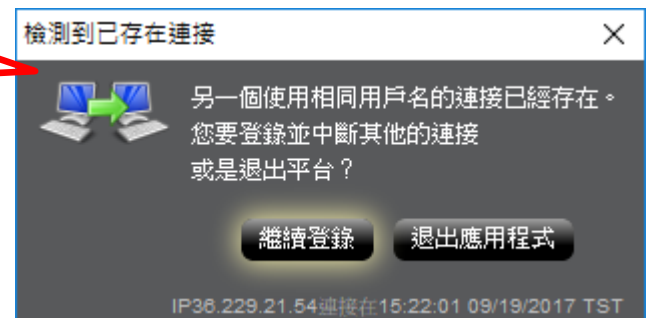 檢測到已存在連接
另一個使用相同用戶名的連接已經存在。
您要登錄並中斷其他的連接
或是退出平台？
繼續登錄 退出應用程式
IP36.229.21.54連接在15:22:01 09/19/2017 TST